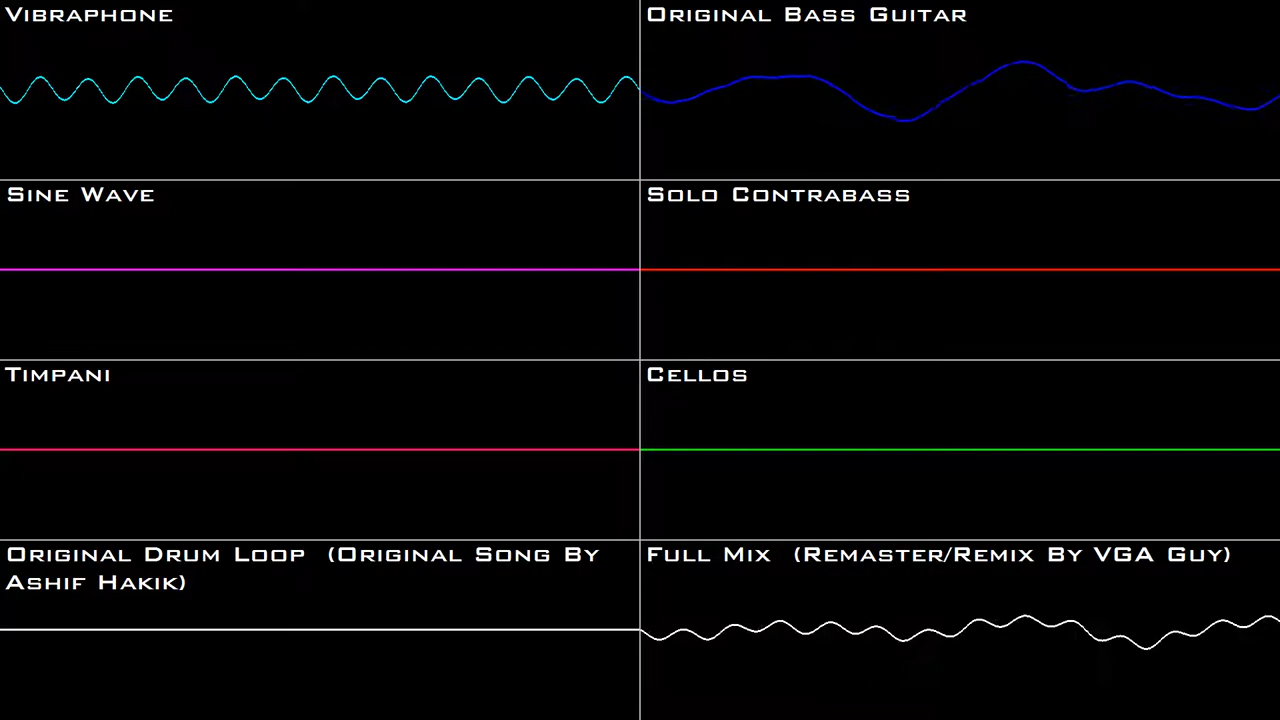 Vibraphone
Original Bass Guitar
Sine Wave
Solo Contrabass
Timpani
Cellos
Original Drum Loop (Original Song By
Ashif Hakik)
Full Mix (Remaster/Remix By VGA Guy)